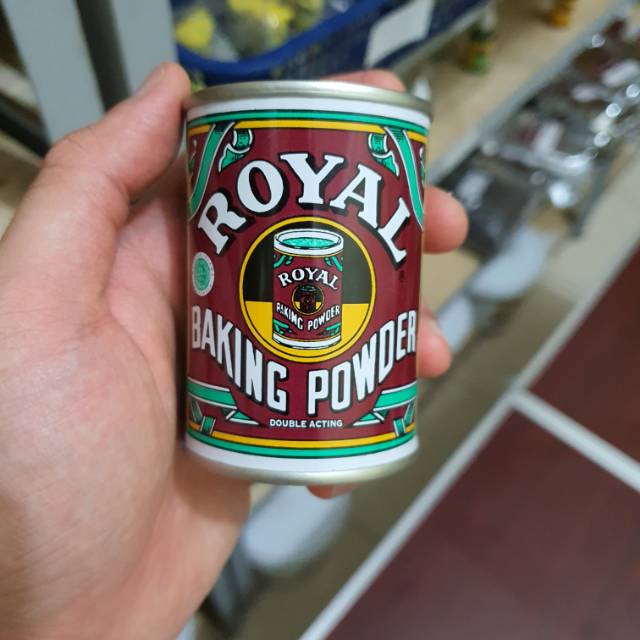 ROYAL
ROYAL
BAKING POWDER
BAKING POWDER
DOUBLE ACTING